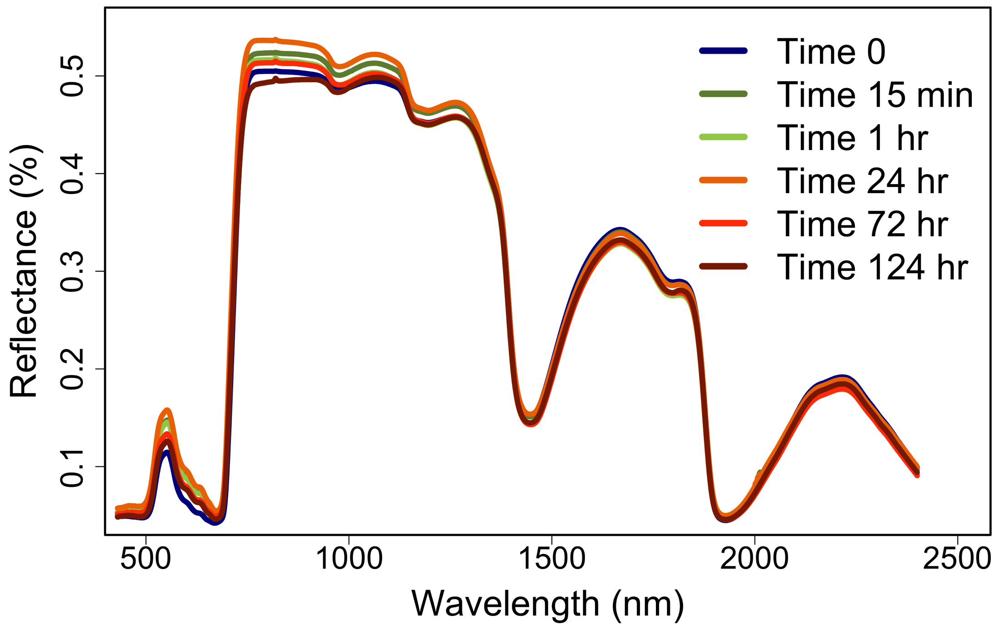 Reflectance (%)
0.5
0.4
0.3
0.2
0.1
Time 0
Time 15 min
Time 1 hr
Time 24 hr
Time 72 hr
Time 124 hr
500 1000 1500 2000 2500
Wavelength (nm)